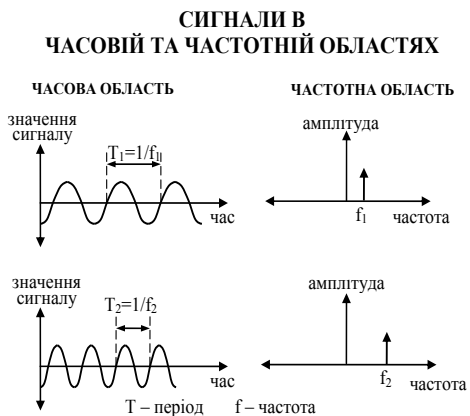 СИГНАЛИ В
ЧАСОВІЙ ТА ЧАСТОТНІЙ ОБЛАСТЯХ
ЧАСОВА ОБЛАСТЬ
ЧАСТОТНА ОБЛАСТЬ
значення
сигналу
T₁=1/f₁
час
амплітуда
f₁
частота
значення
сигналу
T₂=1/f₂
час
амплітуда
f₂
частота
T – період f – частота